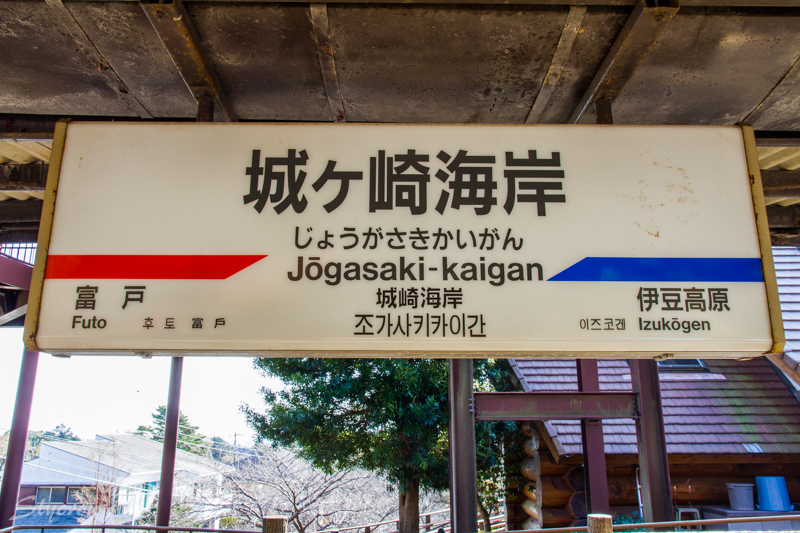 城ヶ崎海岸
じょうがさきかいがん
Jōgasaki-kaigan
城崎海岸
조가사키카이간
富戸
Futo 후토 富戶
伊豆高原
이즈코겐 Izukōgen